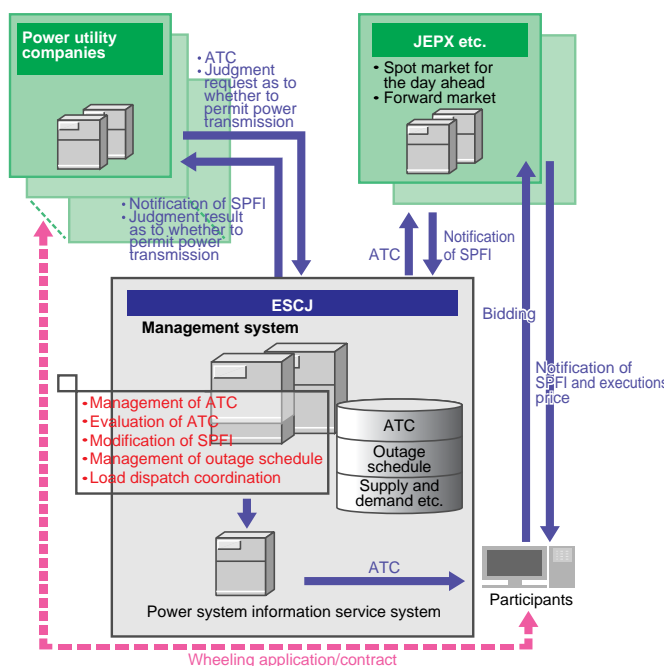 Power utility
companies
• ATC
• Judgment
request as to
whether to
permit power
transmission
JEPX etc.
• Spot market for
the day ahead
• Forward market
• Notification of SPFI
• Judgment result
as to whether to
permit power
transmission
ATC
Notification
of SPFI
Bidding
Notification of
SPFI and executions
price
ESCJ
Management system
• Management of ATC
• Evaluation of ATC
• Modification of SPFI
• Management of outage schedule
• Load dispatch coordination
ATC
Outage
schedule
Supply and
demand etc.
ATC
Power system information service system
Participants
Wheeling application/contract